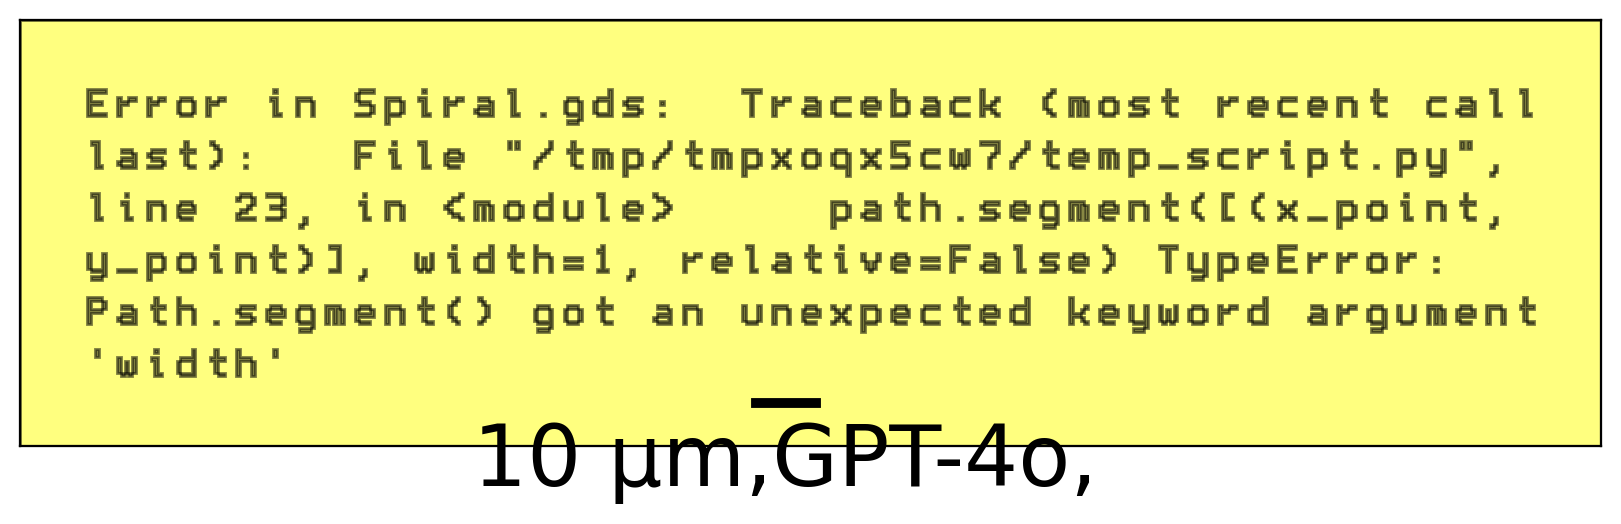 Error in Spiral.gds:  Traceback (most recent call
last):   File "/tmp/tmpxoqx5cw7/temp_script.py",
line 23, in <module>     path.segment([(x_point,
y_point)], width=1, relative=False) TypeError:
Path.segment() got an unexpected keyword argument
'width'
10 μm,GPT-4o,